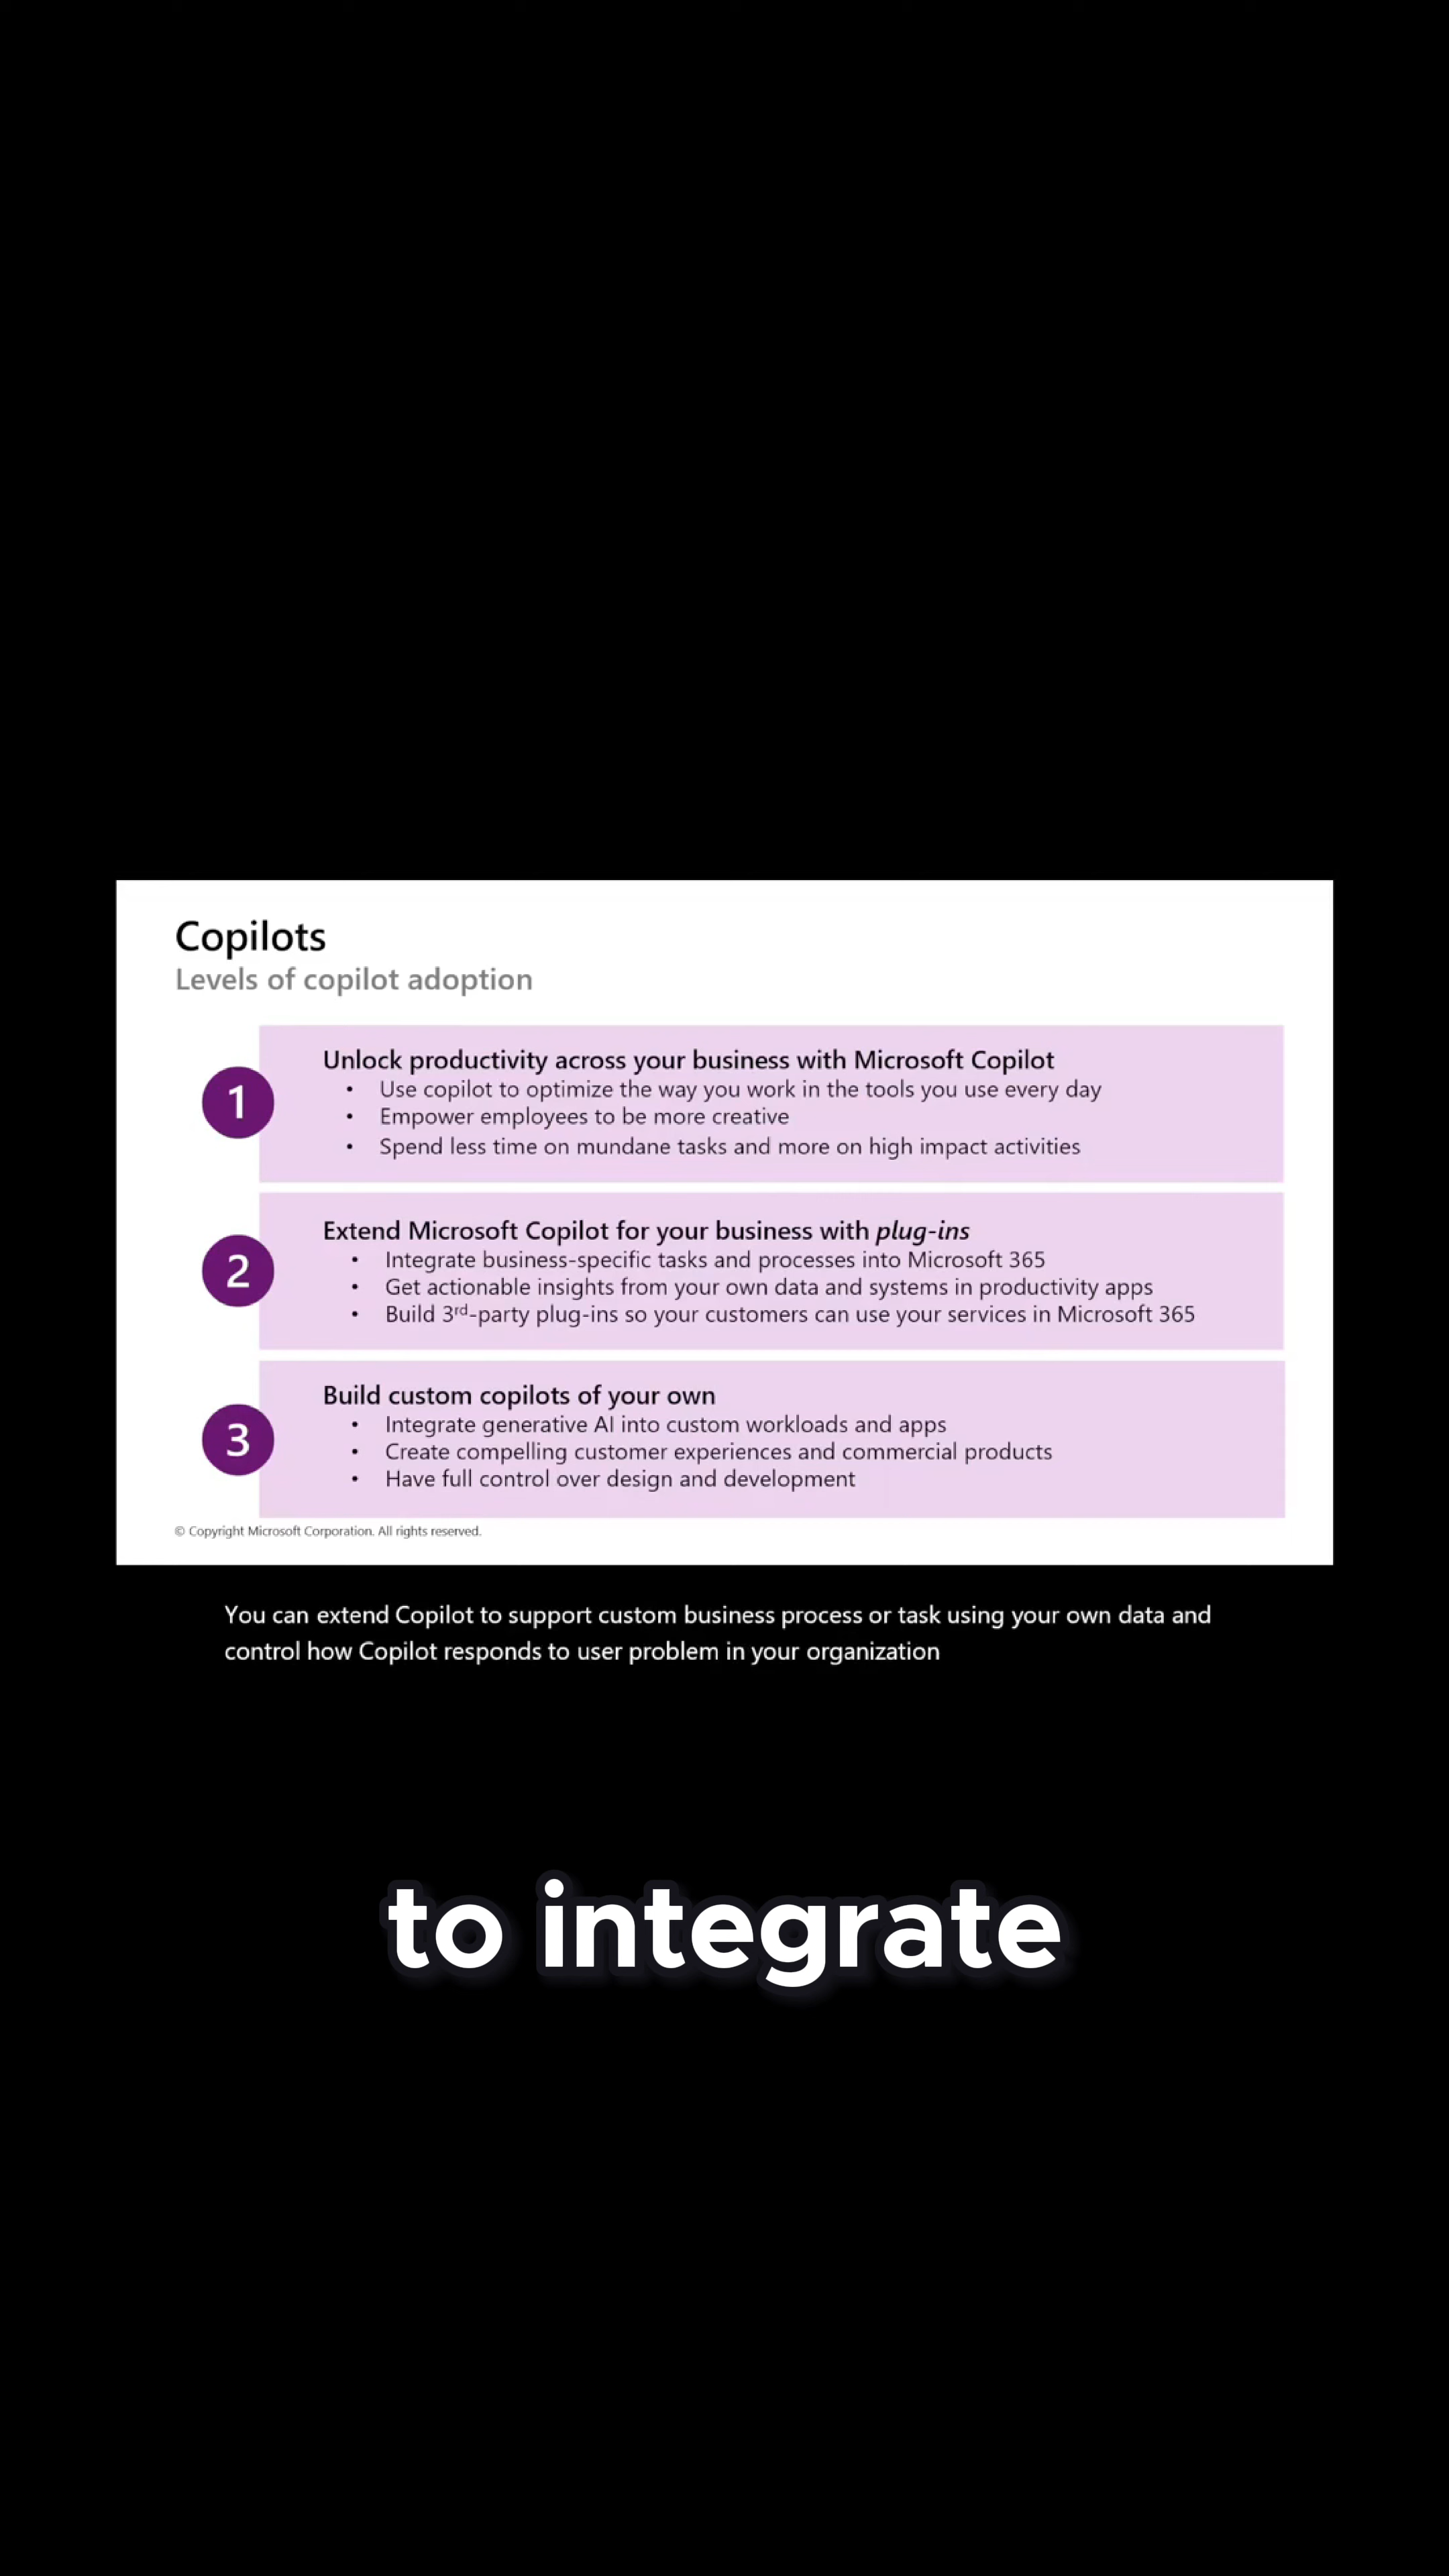 Copilots
Levels of copilot adoption
1
Unlock productivity across your business with Microsoft Copilot
• Use copilot to optimize the way you work in the tools you use every day
• Empower employees to be more creative
• Spend less time on mundane tasks and more on high impact activities
2
Extend Microsoft Copilot for your business with plug-ins
• Integrate business-specific tasks and processes into Microsoft 365
• Get actionable insights from your own data and systems in productivity apps
• Build 3rd-party plug-ins so your customers can use your services in Microsoft 365
3
Build custom copilots of your own
• Integrate generative AI into custom workloads and apps
• Create compelling customer experiences and commercial products
• Have full control over design and development
© Copyright Microsoft Corporation. All rights reserved.
You can extend Copilot to support custom business process or task using your own data and
control how Copilot responds to user problem in your organization
to integrate